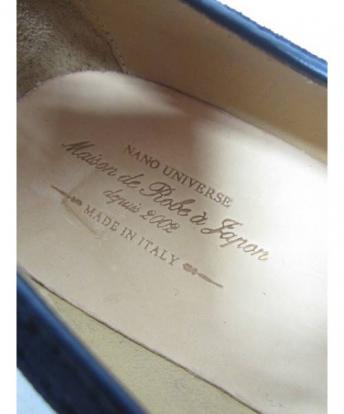 NANO UNIVERSE
Maison de Robe à Japon
depuis 2002
MADE IN ITALY